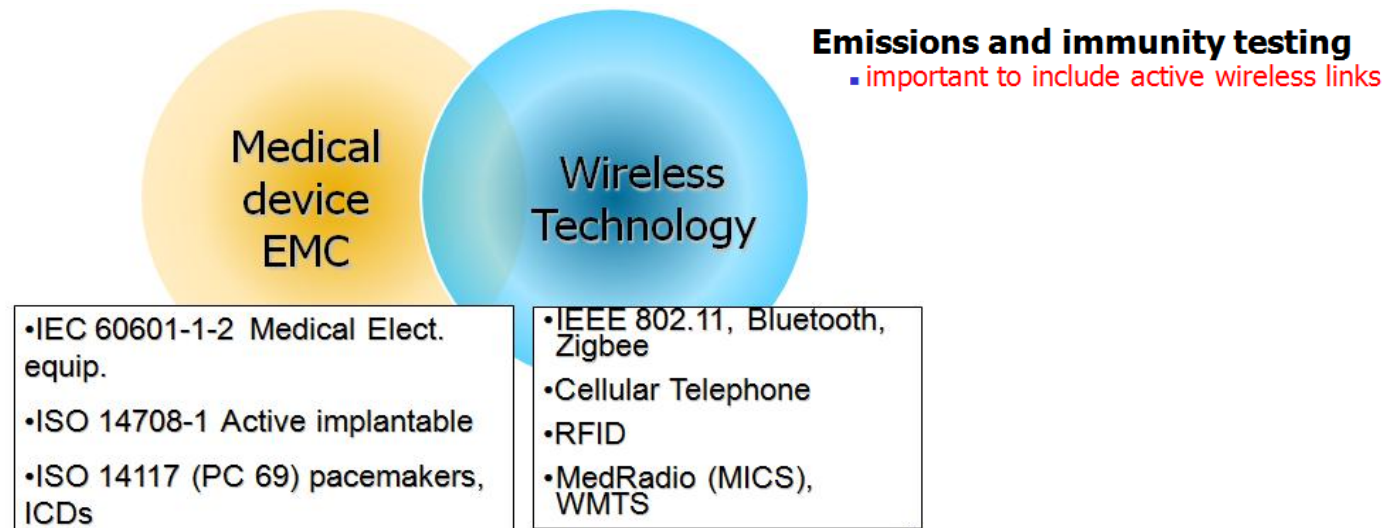 Emissions and immunity testing
▪ important to include active wireless links
Medical
device
EMC
Wireless
Technology
•IEC 60601-1-2 Medical Elect.
equip.
•ISO 14708-1 Active implantable
•ISO 14117 (PC 69) pacemakers,
ICDs
•IEEE 802.11, Bluetooth,
Zigbee
•Cellular Telephone
•RFID
•MedRadio (MICS),
WMTS